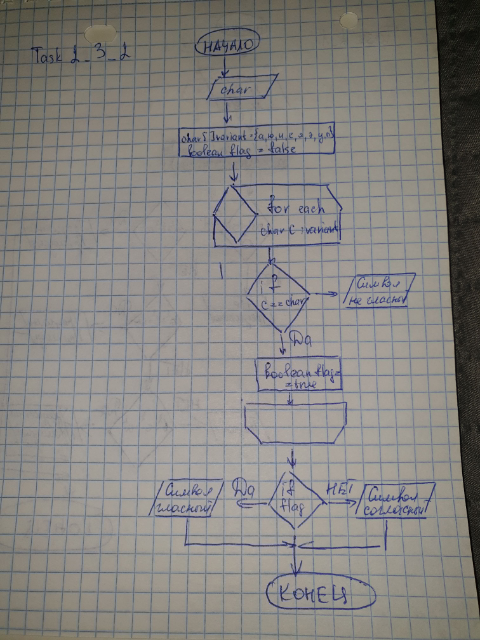 Task 2_3_2
НАЧАЛО
char
char[] variant =
boolean flag = false
for each
char c : variant
if
c == char
Символ
не гласный
Да
boolean flag =
= true
Символ
гласный
Да
if
flag
НЕТ
Символ
согласный
КОНЕЦ